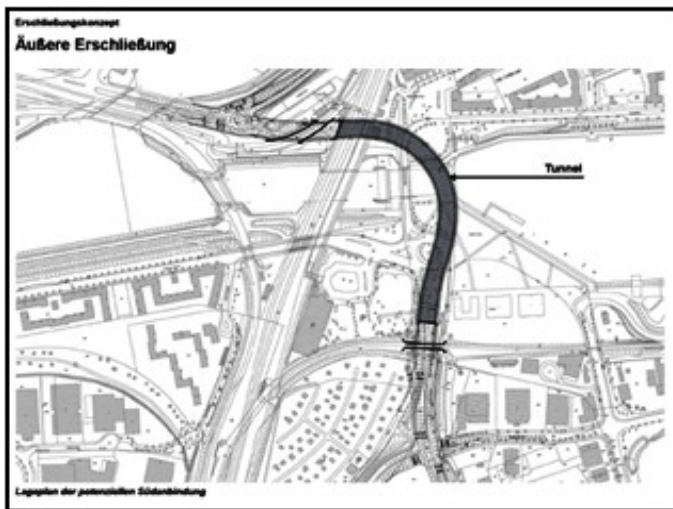 Erschließungskonzept
Äußere Erschließung
Tunnel
Lageplan der potenziellen Südanbindung